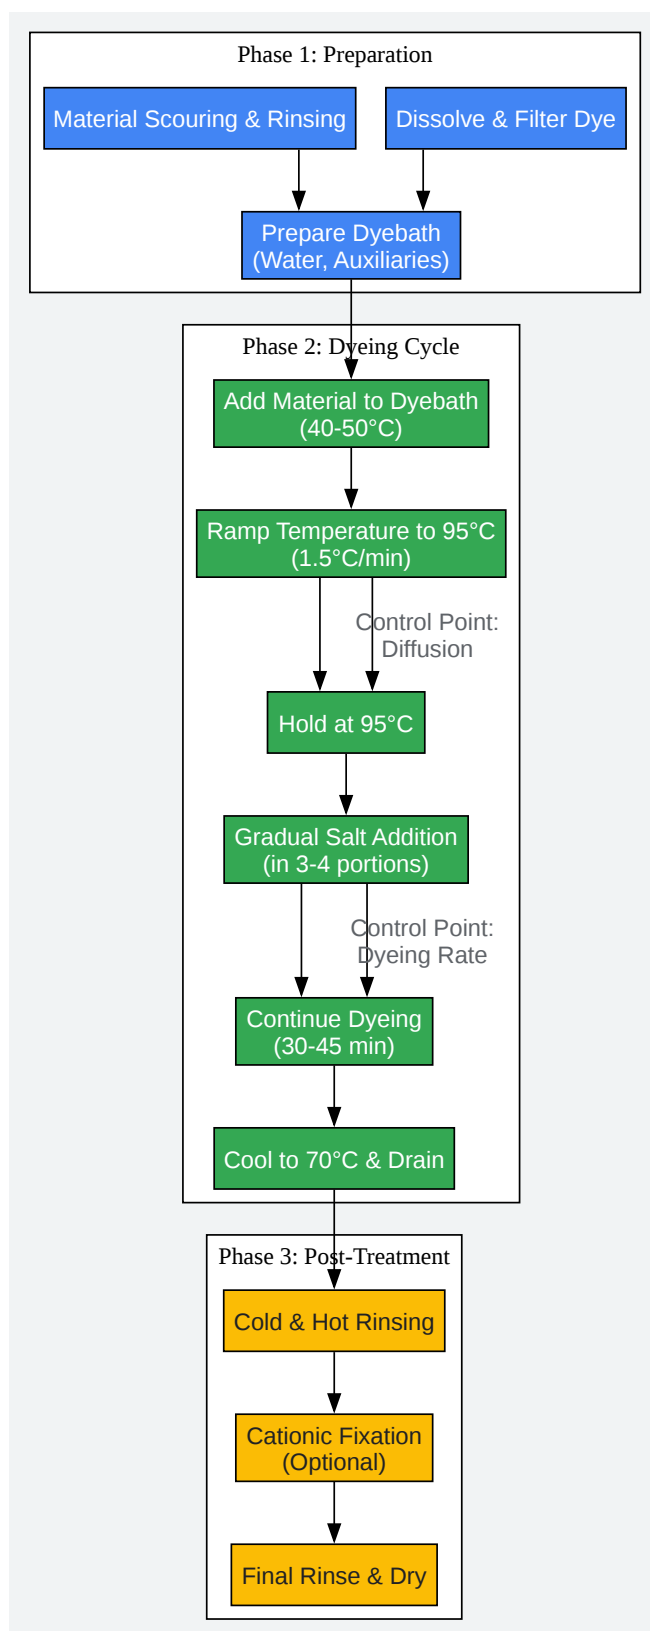 Phase 1: Preparation
Material Scouring & Rinsing
Dissolve & Filter Dye
Prepare Dyebath
(Water, Auxiliaries)
Phase 2: Dyeing Cycle
Add Material to Dyebath
(40-50°C)
Ramp Temperature to 95°C
(1.5°C/min)
Control Point:
Diffusion
Hold at 95°C
Gradual Salt Addition
(in 3-4 portions)
Control Point:
Dyeing Rate
Continue Dyeing
(30-45 min)
Cool to 70°C & Drain
Phase 3: Post-Treatment
Cold & Hot Rinsing
Cationic Fixation
(Optional)
Final Rinse & Dry